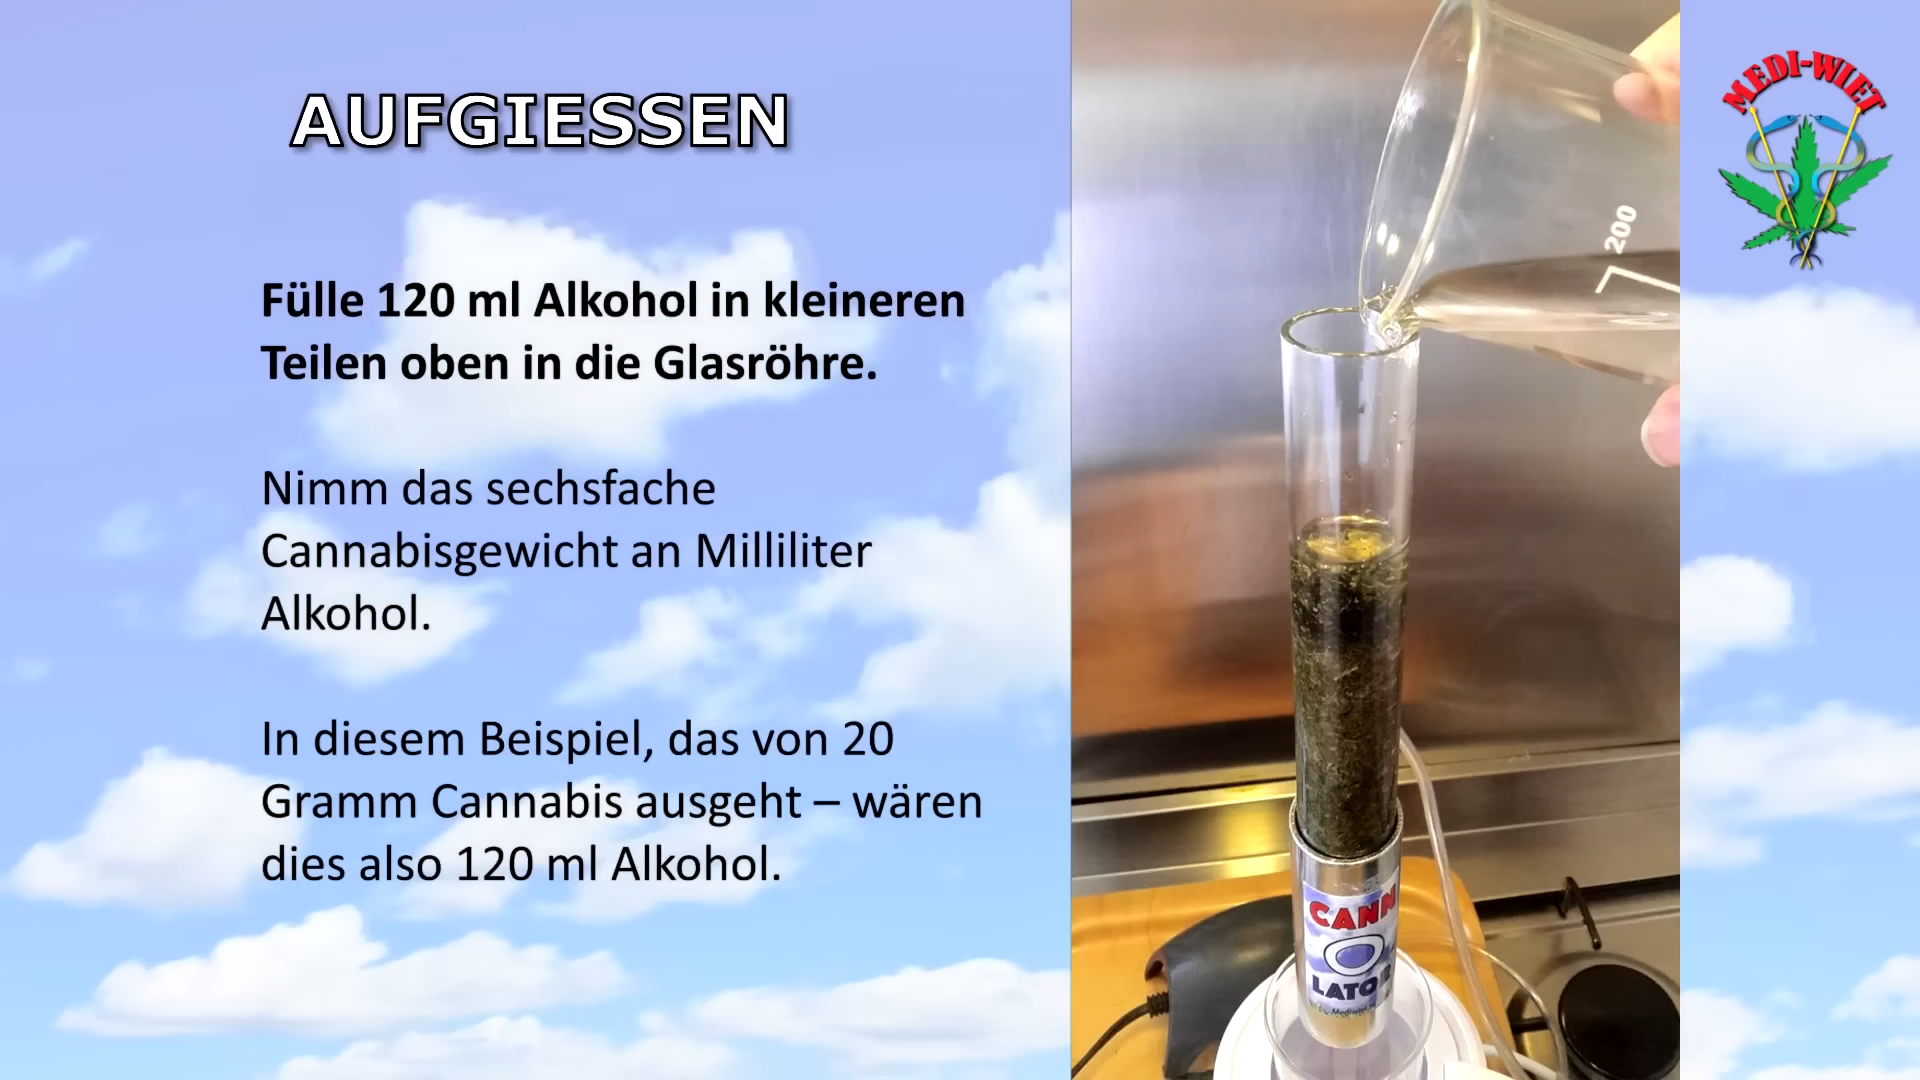 AUFGIESSEN
MEDI-WIET
Fülle 120 ml Alkohol in kleineren
Teilen oben in die Glasröhre.
Nimm das sechsfache
Cannabisgewicht an Milliliter
Alkohol.
In diesem Beispiel, das von 20
Gramm Cannabis ausgeht – wären
dies also 120 ml Alkohol.
200
CANN
LATO